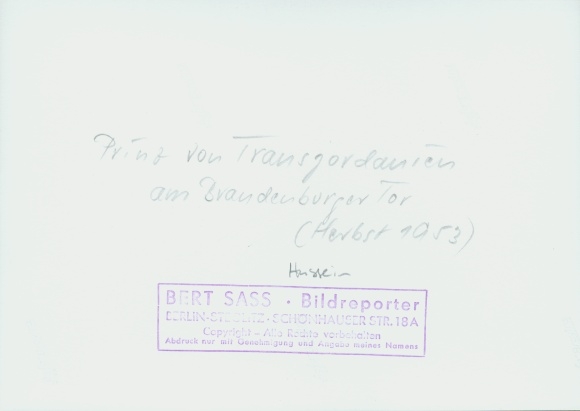 Prinz von Transjordanien
am Brandenburger Tor
(Herbst 1953)
BERT SASS · Bildreporter
BERLIN-STEGLITZ · SCHÖNHAUSER STR. 18A
Copyright – Alle Rechte vorbehalten
Abdruck nur mit Genehmigung und Angabe meines Namens